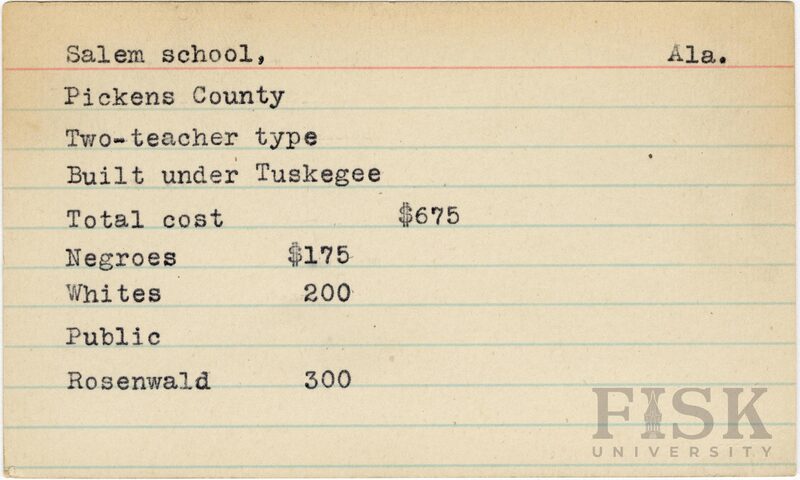 Salem school, Ala.
Pickens County
Two-teacher type
Built under Tuskegee
Total cost $675
Negroes $175
Whites 200
Public
Rosenwald 300
FISK
UNIVERSITY